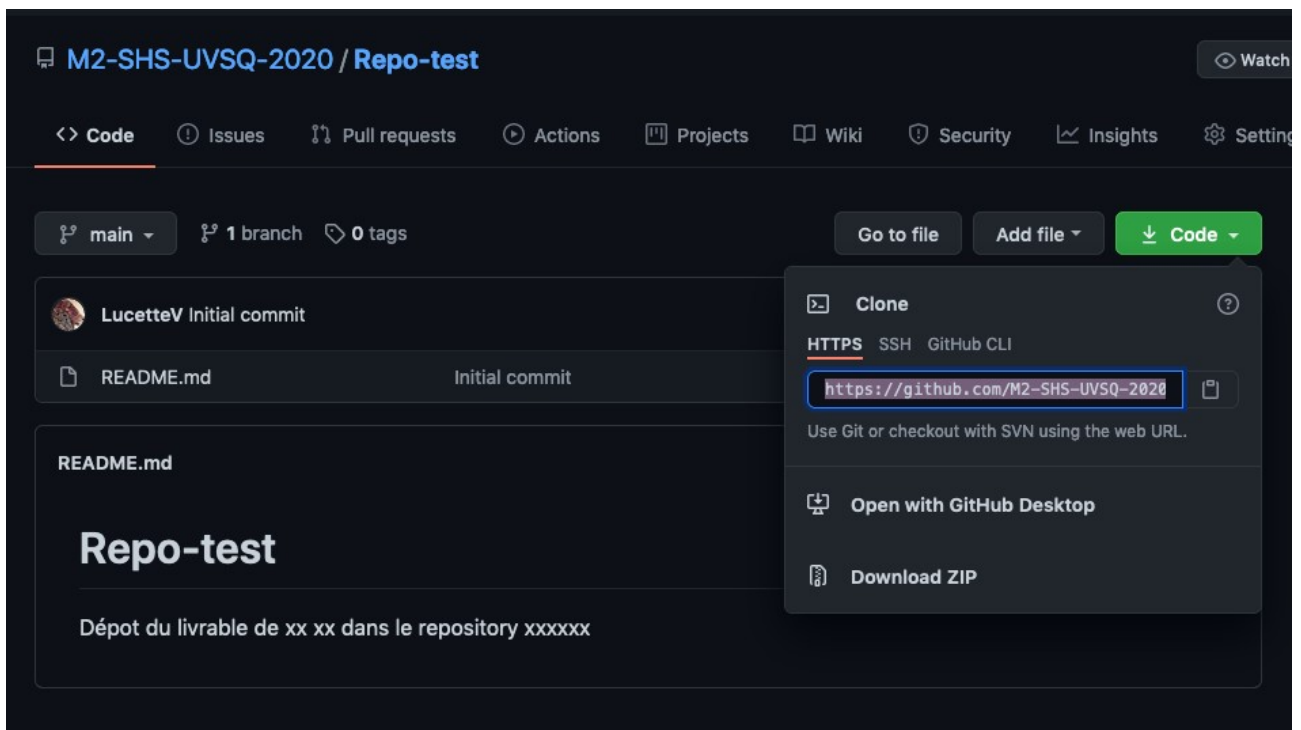 M2-SHS-UVSQ-2020 / Repo-test
Watch
<> Code Issues Pull requests Actions Projects Wiki Security Insights Setting
main 1 branch 0 tags Go to file Add file Code
LucetteV Initial commit
README.md Initial commit
Clone
HTTPS SSH GitHub CLI
https://github.com/M2-SHS-UVSQ-2020
Use Git or checkout with SVN using the web URL.
Open with GitHub Desktop
Download ZIP
README.md
Repo-test
Dépot du livrable de xx xx dans le repository xxxxxx